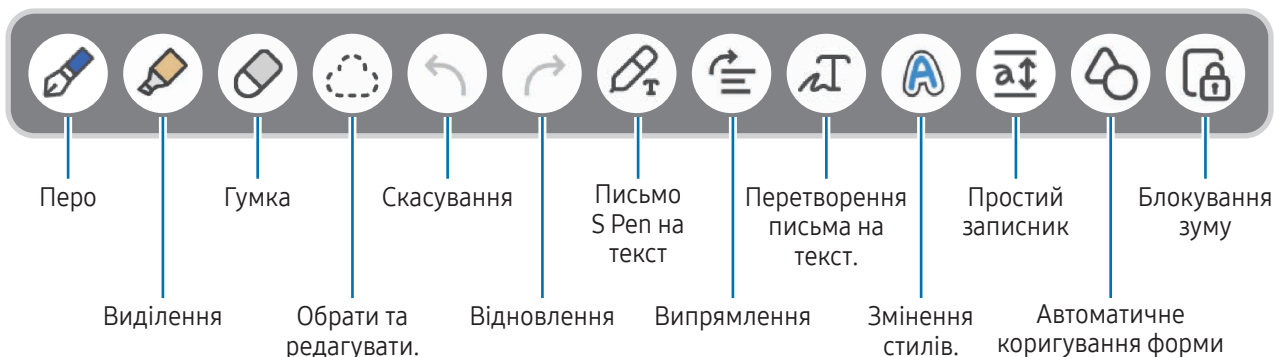 Перо
Гумка
Скасування
Письмо
S Pen на
текст
Перетворення
письма на
текст.
Простий
записник
Блокування
зуму
Виділення
Обрати та
редагувати.
Відновлення
Випрямлення
Змінення
стилів.
Автоматичне
коригування форми